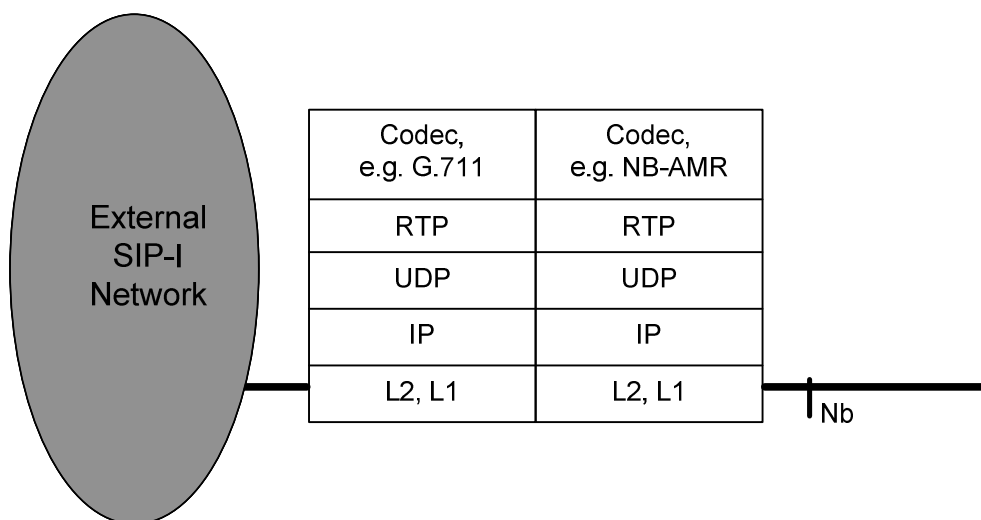 External
SIP-I
Network
Codec,
e.g. G.711
Codec,
e.g. NB-AMR
RTP
RTP
UDP
UDP
IP
IP
L2, L1
L2, L1
Nb